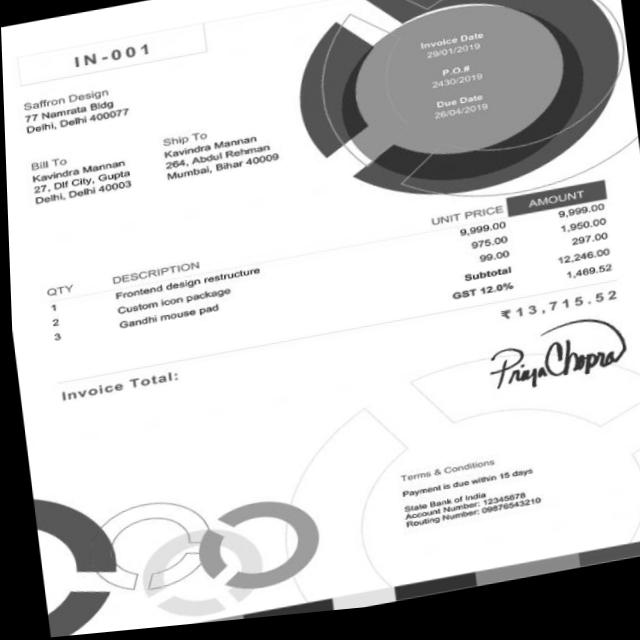 IN-001
Invoice Date
29/01/2019
P.O.#
2430/2019
Due Date
26/04/2019
Saffron Design
77 Namrata Bldg
Delhi, Delhi 400077
Bill To
Kavindra Mannan
27, Dlf City, Gupta
Delhi, Delhi 40003
Ship To
Kavindra Mannan
264, Abdul Rehman
Mumbai, Bihar 40009
QTY DESCRIPTION UNIT PRICE AMOUNT
1 Frontend design restructure 9,999.00 9,999.00
2 Custom icon package 975.00 1,950.00
3 Gandhi mouse pad 99.00 297.00
Subtotal 12,246.00
GST 12.0% 1,469.52
Invoice Total: ₹13,715.52
Priya Chopra
Terms & Conditions
Payment is due within 15 days
State Bank of India
Account Number: 12345678
Routing Number: 09876543210